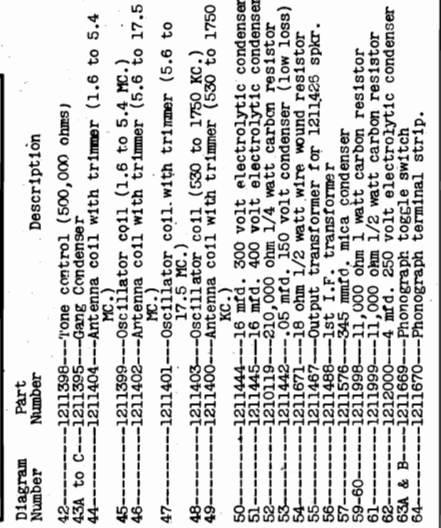 Diagram Part Description
Number Number
42--------1211398---Tone control (500,000 ohms)
43A to C---1211395---Gang Condenser
44--------1211404---Antenna coil with trimmer (1.6 to 5.4
MC.)
45--------1211399---Oscillator coil (1.6 to 5.4 MC.)
46--------1211402---Antenna coil with trimmer (5.6 to 17.5
MC.)
47--------1211401---Oscillator coil with trimmer (5.6 to
17.5 MC.)
48--------1211403---Oscillator coil (530 to 1750 KC.)
49--------1211400---Antenna coil with trimmer (530 to 1750
KC.)
50--------1211444---16 mfd. 300 volt electrolytic condenser
51--------1211445---16 mfd. 400 volt electrolytic condenser
52--------1210119---210,000 ohm 1/4 watt carbon resistor
53--------1211442---.05 mfd. 150 volt condenser (low loss)
54--------1211671---18 ohm 1/2 watt wire wound resistor
55--------1211467---Output transformer for 1211426 spkr.
56--------1211488---1st I.F. transformer
57--------1211576---345 mmfd. mica condenser
59-60------1211998---11,000 ohm 1 watt carbon resistor
61--------1211999---11,000 ohm 1/2 watt carbon resistor
62--------1212000---4 mfd. 250 volt electrolytic condenser
63A & B----1211669---Phonograph toggle switch
64--------1211670---Phonograph terminal strip.